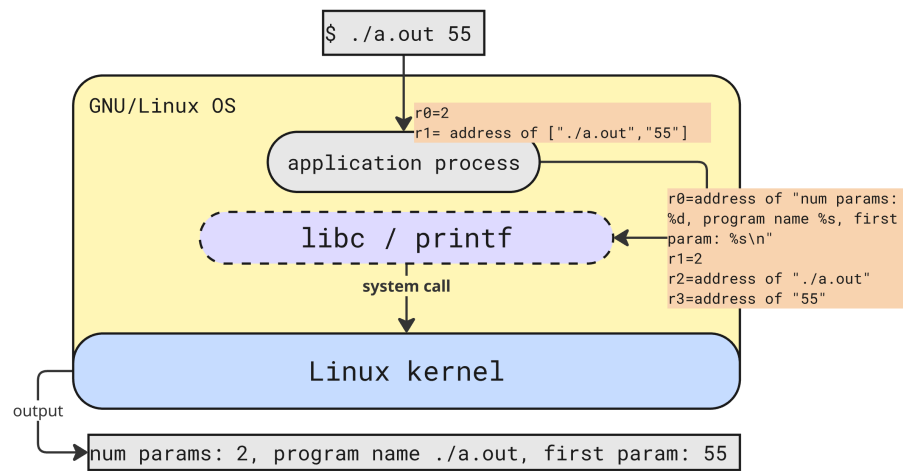 $ ./a.out 55
GNU/Linux OS
r0=2
r1= address of ["./a.out","55"]
application process
r0=address of "num params:
%d, program name %s, first
param: %s\n"
r1=2
r2=address of "./a.out"
r3=address of "55"
libc / printf
system call
Linux kernel
output
num params: 2, program name ./a.out, first param: 55